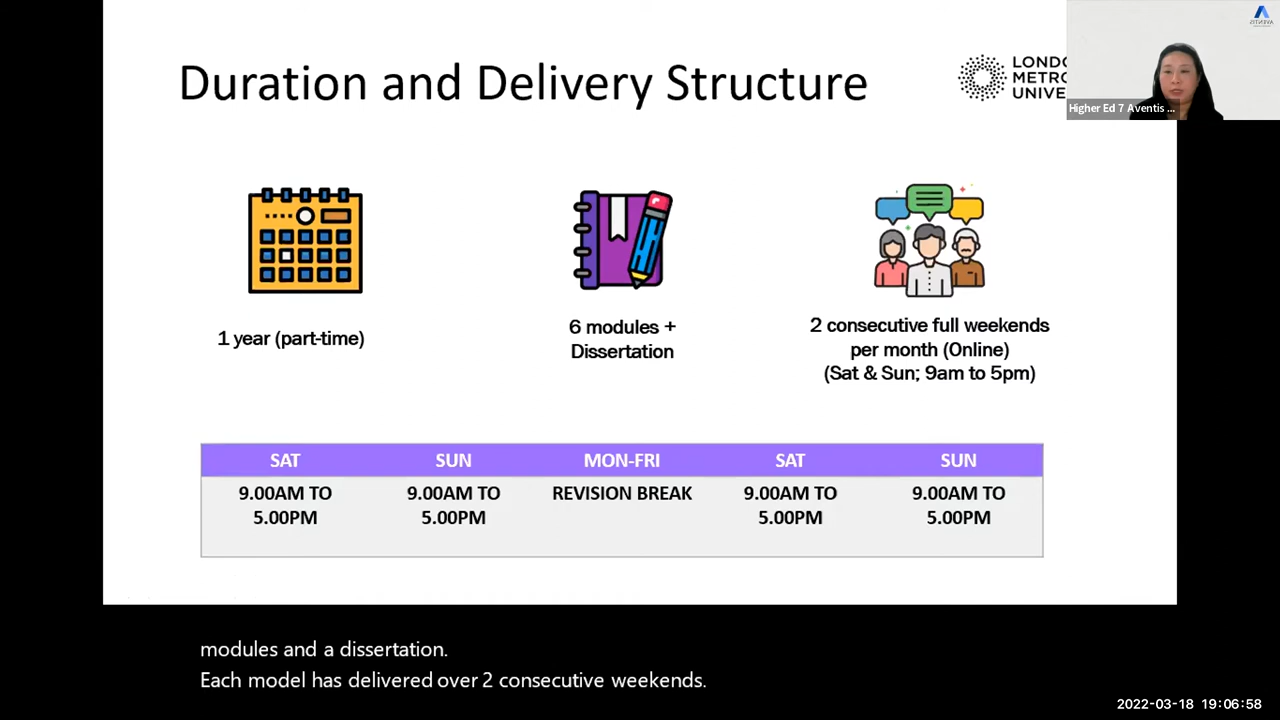 Duration and Delivery Structure
LONDO
METRO
UNIVE
Higher Ed 7 Aventis ...
1 year (part-time)
6 modules +
Dissertation
2 consecutive full weekends
per month (Online)
(Sat & Sun; 9am to 5pm)
SAT SUN MON-FRI SAT SUN
9.00AM TO 9.00AM TO REVISION BREAK 9.00AM TO 9.00AM TO
5.00PM 5.00PM 5.00PM 5.00PM
modules and a dissertation.
Each model has delivered over 2 consecutive weekends.
2022-03-18 19:06:58